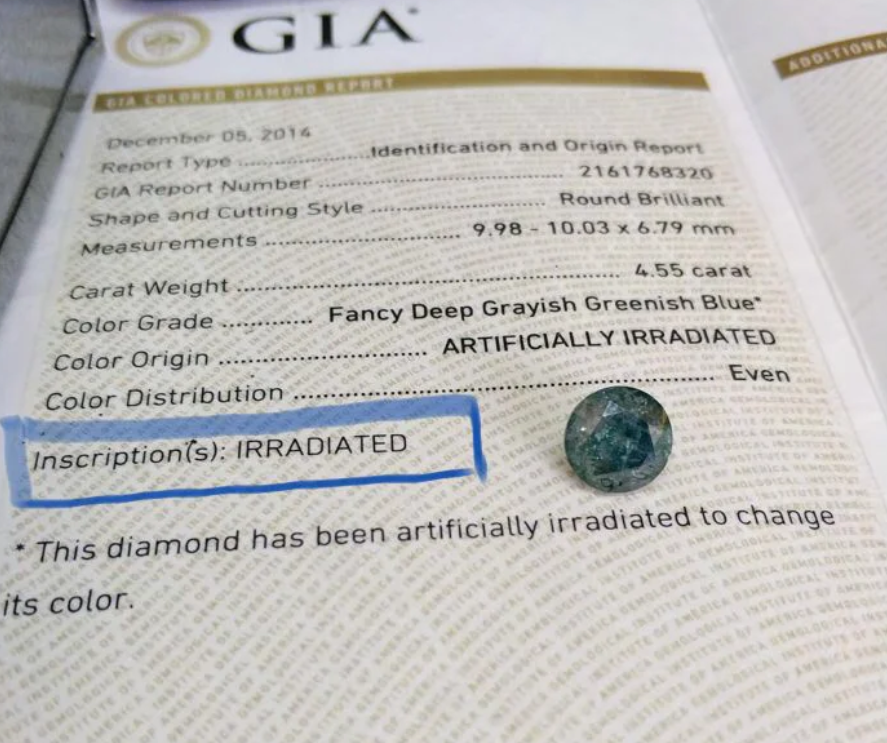 GIA
GIA COLORED DIAMOND REPORT
ADDITIONA
December 05, 2014
Report Type ........................ Identification and Origin Report
GIA Report Number .......................................... 2161768320
Shape and Cutting Style .............................. Round Brilliant
Measurements .............................. 9.98 - 10.03 x 6.79 mm
Carat Weight ...................................................... 4.55 carat
Color Grade ............. Fancy Deep Grayish Greenish Blue*
Color Origin ............................ ARTIFICIALLY IRRADIATED
Color Distribution ........................................................ Even
Inscription(s): IRRADIATED
* This diamond has been artificially irradiated to change
its color.